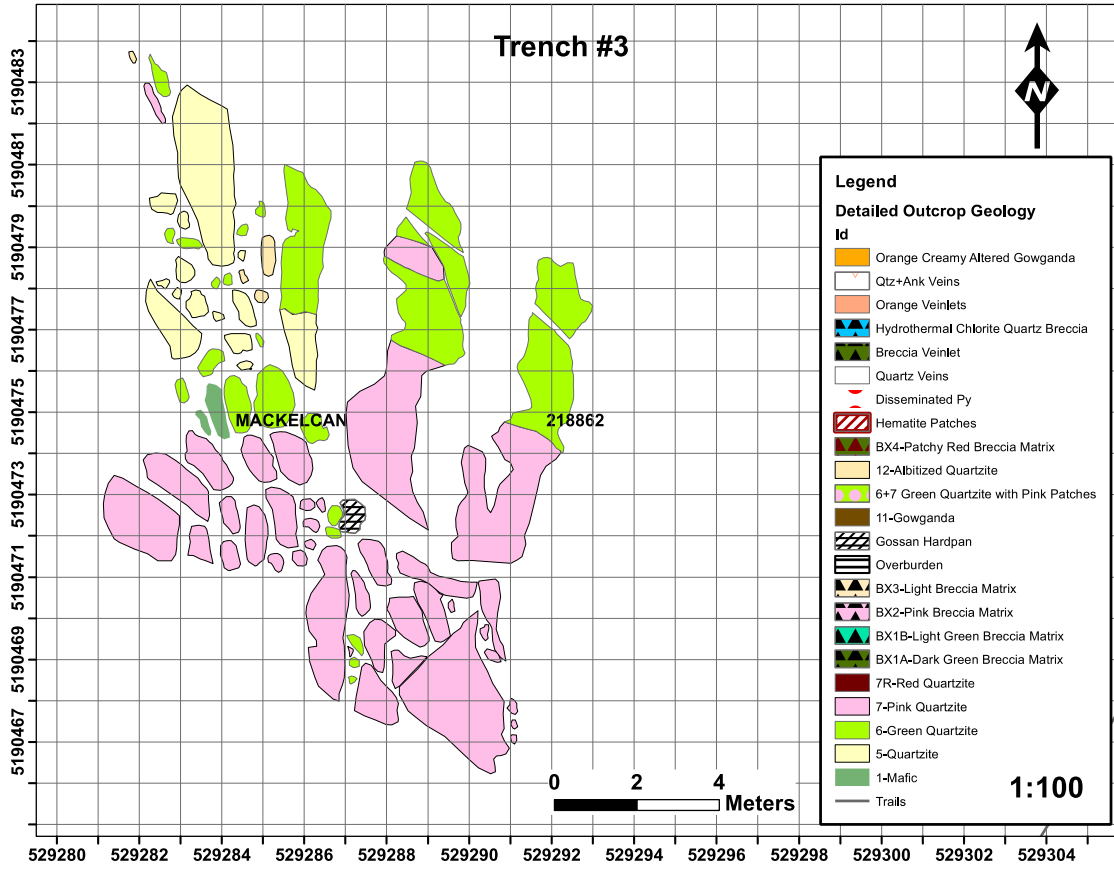 Trench #3
N
5190483
5190481
5190479
5190477
5190475
5190473
5190471
5190469
5190467
MACKELCAN
218862
Legend
Detailed Outcrop Geology
Id
Orange Creamy Altered Gowganda
Qtz+Ank Veins
Orange Veinlets
Hydrothermal Chlorite Quartz Breccia
Breccia Veinlet
Quartz Veins
Disseminated Py
Hematite Patches
BX4-Patchy Red Breccia Matrix
12-Albitized Quartzite
6+7 Green Quartzite with Pink Patches
11-Gowganda
Gossan Hardpan
Overburden
BX3-Light Breccia Matrix
BX2-Pink Breccia Matrix
BX1B-Light Green Breccia Matrix
BX1A-Dark Green Breccia Matrix
7R-Red Quartzite
7-Pink Quartzite
6-Green Quartzite
5-Quartzite
1-Mafic
Trails
1:100
0 2 4
Meters
529280 529282 529284 529286 529288 529290 529292 529294 529296 529298 529300 529302 529304